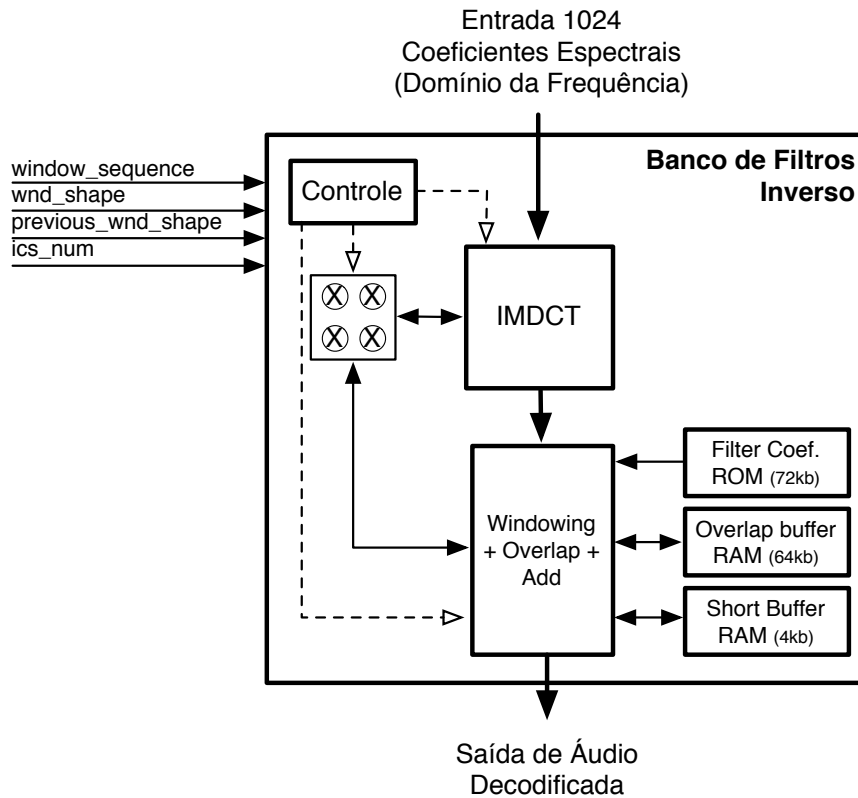 Entrada 1024
Coeficientes Espectrais
(Domínio da Frequência)
Banco de Filtros
Inverso
window_sequence
wnd_shape
previous_wnd_shape
ics_num
Controle
X X
X X
IMDCT
Windowing
+ Overlap +
Add
Filter Coef.
ROM (72kb)
Overlap buffer
RAM (64kb)
Short Buffer
RAM (4kb)
Saída de Áudio
Decodificada